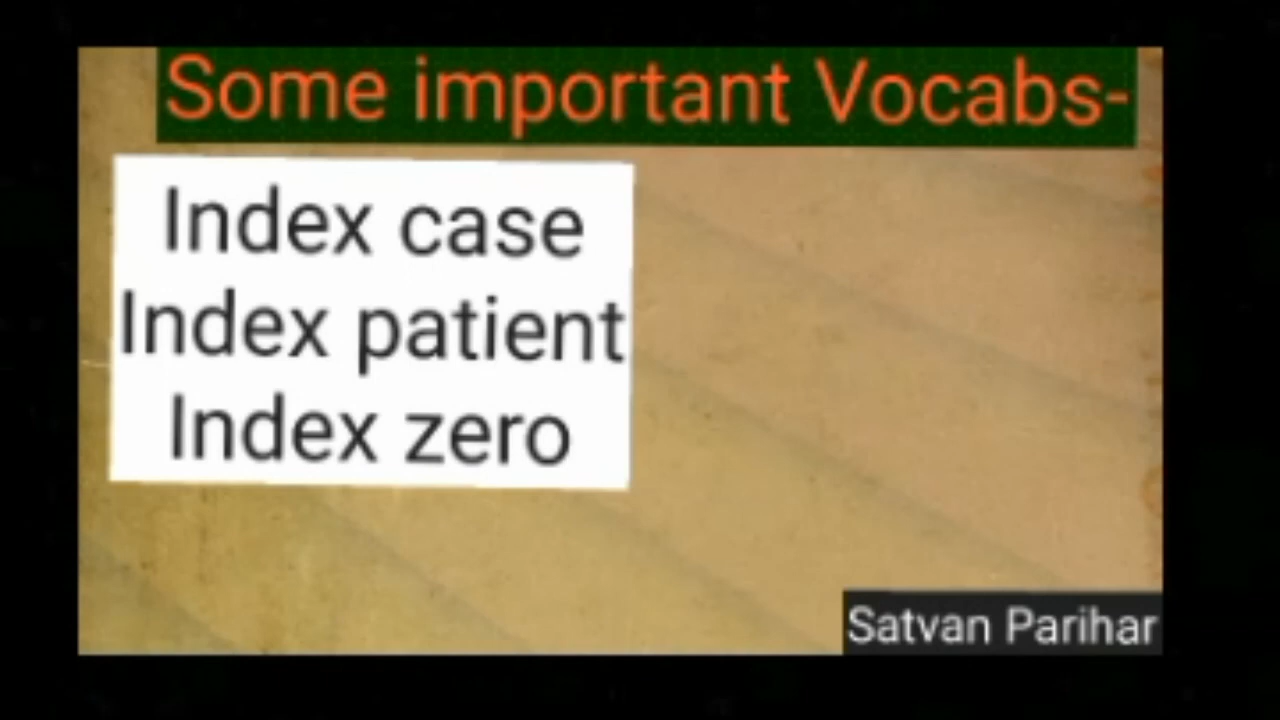 Some important Vocabs-
Index case
Index patient
Index zero
Satvan Parihar